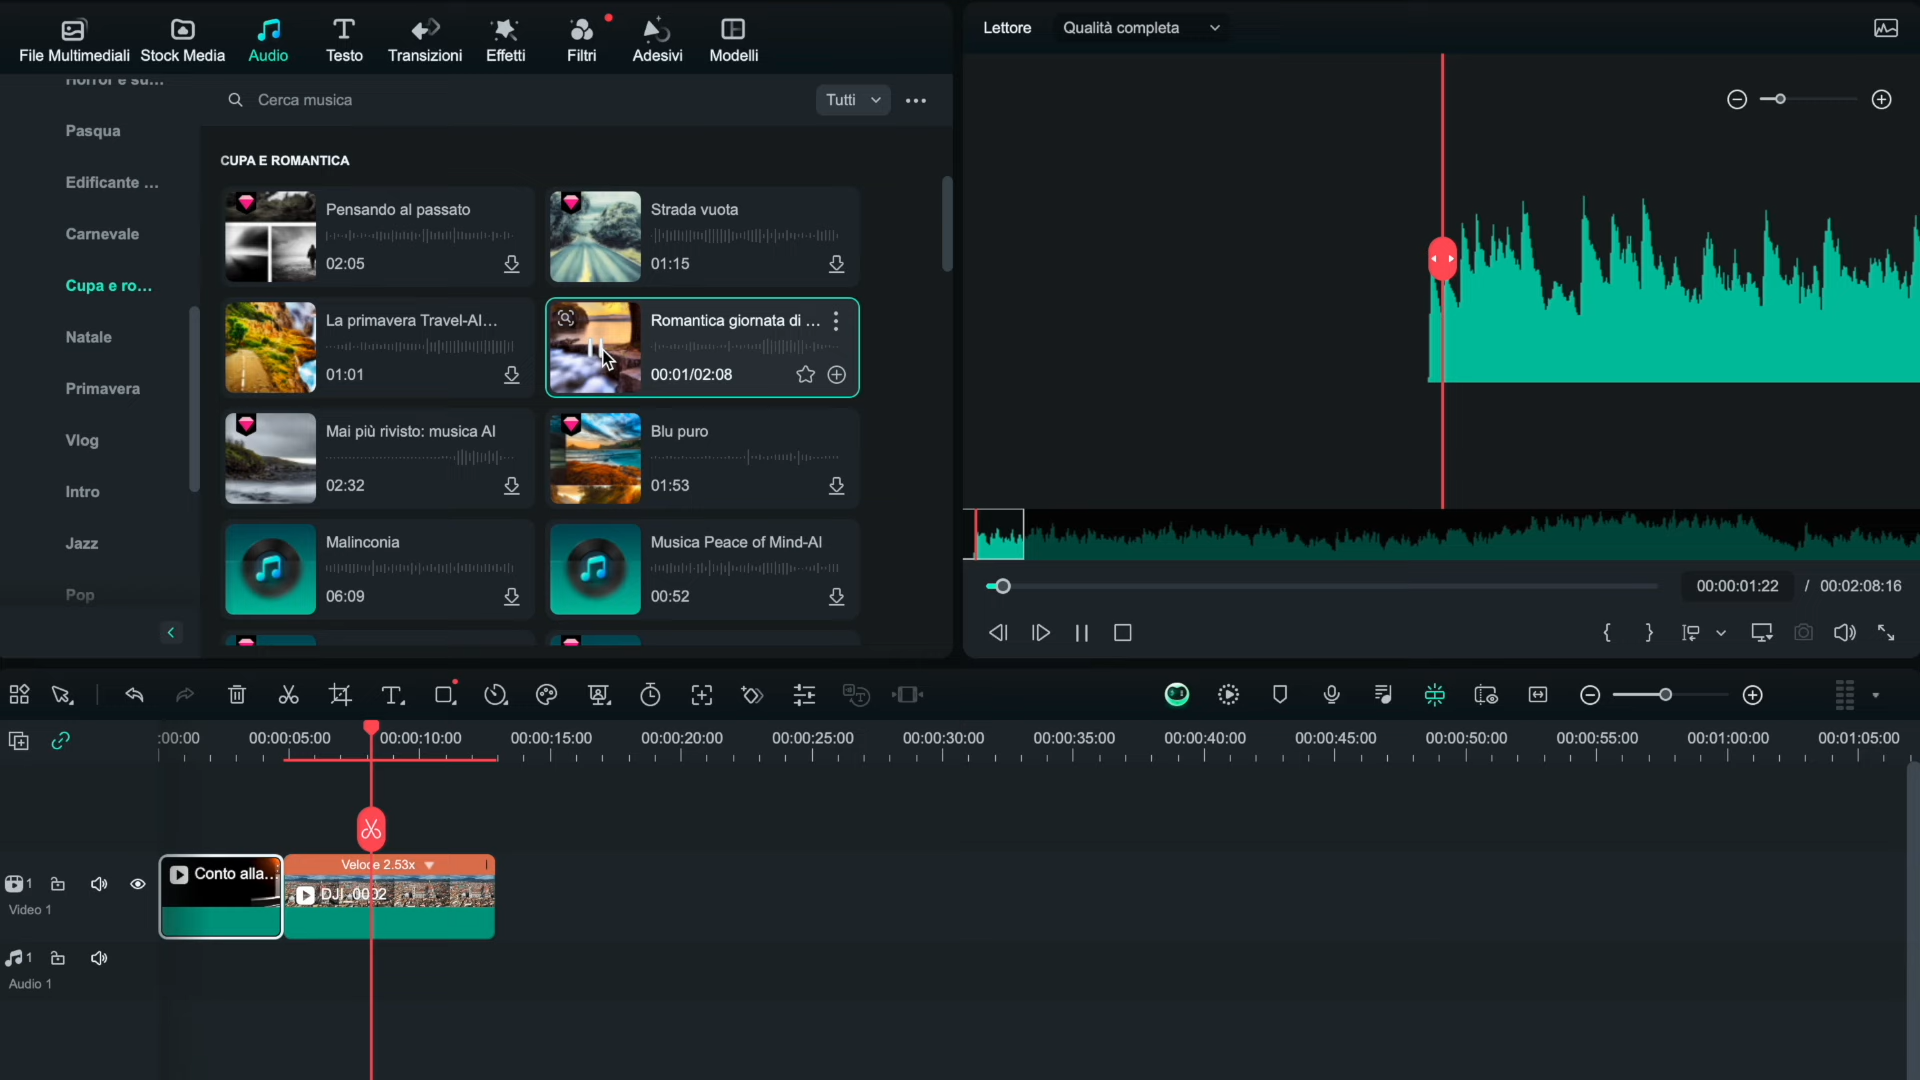 File Multimediali
Stock Media
Audio
Testo
Transizioni
Effetti
Filtri
Adesivi
Modelli
Lettore
Qualità completa
Horror e su...
Pasqua
Edificante ...
Carnevale
Cupa e ro...
Natale
Primavera
Vlog
Intro
Jazz
Pop
Cerca musica
Tutti
CUPA E ROMANTICA
Pensando al passato
02:05
Strada vuota
01:15
La primavera Travel-AI...
01:01
Romantica giornata di ...
00:01/02:08
Mai più rivisto: musica AI
02:32
Blu puro
01:53
Malinconia
06:09
Musica Peace of Mind-AI
00:52
00:00:01:22 / 00:02:08:16
:00:00
00:00:05:00
00:00:10:00
00:00:15:00
00:00:20:00
00:00:25:00
00:00:30:00
00:00:35:00
00:00:40:00
00:00:45:00
00:00:50:00
00:00:55:00
00:01:00:00
00:01:05:00
1
Video 1
Conto alla...
Veloce 2.53x
DJI_0002
1
Audio 1